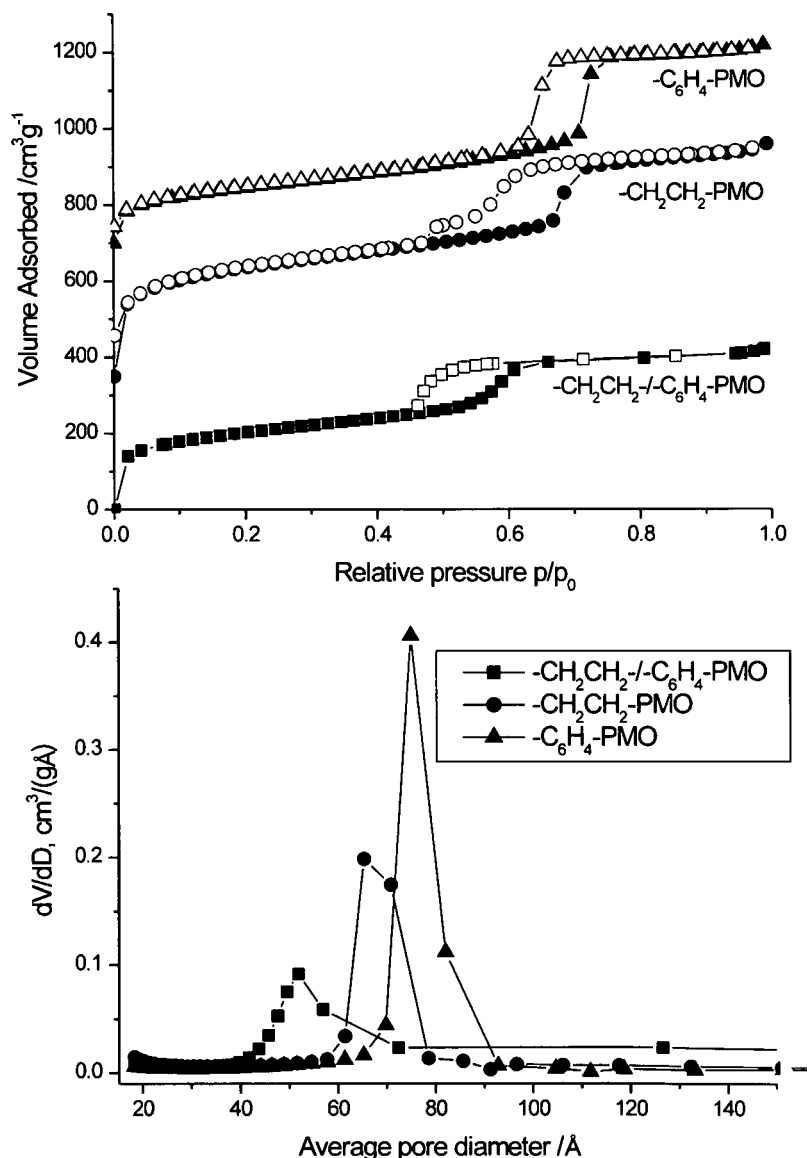 1200
1000
800
600
400
200
0
Volume Adsorbed /cm³g⁻¹
-C₆H₄-PMO
-CH₂CH₂-PMO
-CH₂CH₂-/-C₆H₄-PMO
0.0 0.2 0.4 0.6 0.8 1.0
Relative pressure p/p₀
0.4
0.3
0.2
0.1
0.0
dV/dD, cm³/(gÅ)
-CH₂CH₂-/-C₆H₄-PMO
-CH₂CH₂-PMO
-C₆H₄-PMO
20 40 60 80 100 120 140
Average pore diameter /Å